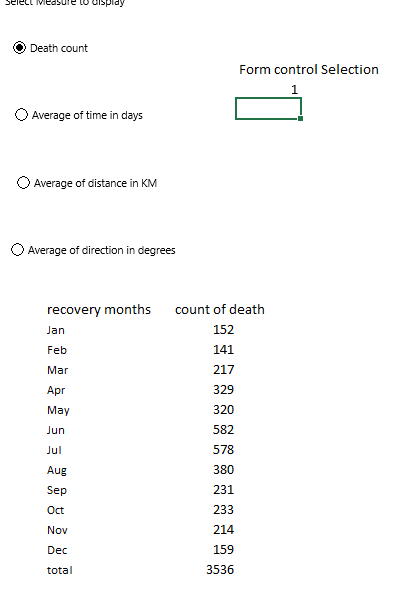 Select Measure to display
Death count
Form control Selection
1
Average of time in days
Average of distance in KM
Average of direction in degrees
recovery months count of death
Jan 152
Feb 141
Mar 217
Apr 329
May 320
Jun 582
Jul 578
Aug 380
Sep 231
Oct 233
Nov 214
Dec 159
total 3536